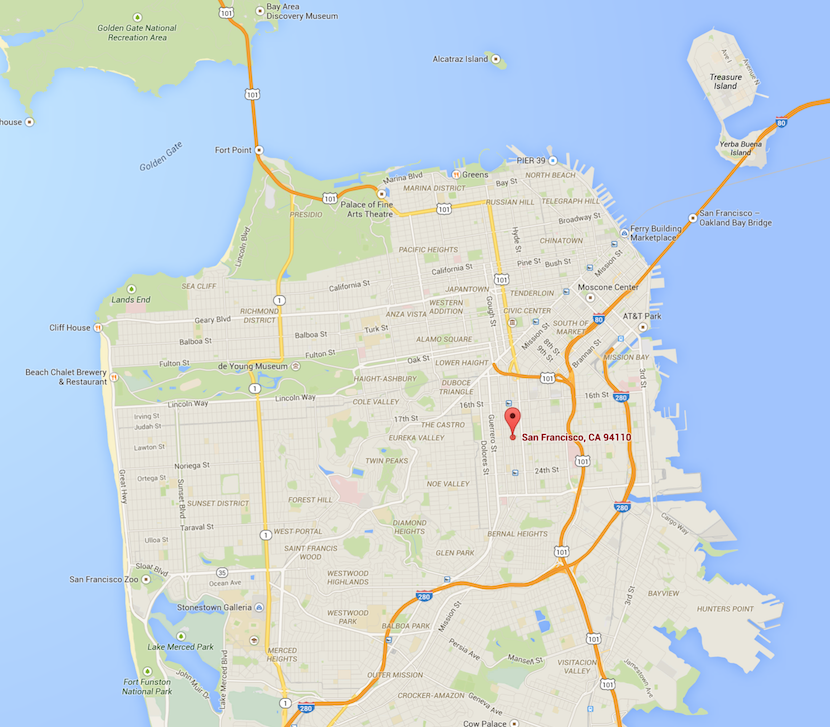 Bay Area
Discovery Museum
101
Golden Gate National
Recreation Area
Alcatraz Island
Ave I
Avenue N
Treasure
Island
101
80
house
Golden Gate
Fort Point
PIER 39
Yerba Buena
Island
Marina Blvd
Greens
NORTH BEACH
Bay St
MARINA DISTRICT
101
Palace of Fine
Arts Theatre
101
RUSSIAN HILL
TELEGRAPH HILL
PRESIDIO
Broadway St
San Francisco –
Oakland Bay Bridge
Lincoln Blvd
Hyde St
Ferry Building
Marketplace
CHINATOWN
PACIFIC HEIGHTS
Pine St
Bush St
Mission St
California St
101
SEA CLIFF
California St
JAPANTOWN
TENDERLOIN
Moscone Center
Lands End
1
Gough St
WESTERN
ADDITION
CIVIC CENTER
RICHMOND
DISTRICT
ANZA VISTA
80
AT&T Park
Geary Blvd
SOUTH OF
MARKET
Cliff House
Balboa St
Balboa St
Turk St
ALAMO SQUARE
Mission St
8th St
9th St
Brannan St
Fulton St
Fulton St
Oak St
LOWER HAIGHT
MISSION BAY
de Young Museum
Beach Chalet Brewery
& Restaurant
HAIGHT-ASHBURY
DUBOCE
TRIANGLE
101
3rd St
1
Lincoln Way
Lincoln Way
COLE VALLEY
16th St
16th St
280
Irving St
Judah St
17th St
THE CASTRO
Guerrero St
EUREKA VALLEY
San Francisco, CA 94110
Lawton St
Dolores St
Noriega St
TWIN PEAKS
101
Great Hwy
Ortega St
Sunset Blvd
24th St
NOE VALLEY
SUNSET DISTRICT
FOREST HILL
280
Taraval St
DIAMOND
HEIGHTS
Cargo Way
Ulloa St
1
WEST PORTAL
BERNAL HEIGHTS
SAINT FRANCIS
WOOD
GLEN PARK
101
Sloat Blvd
35
San Francisco Zoo
Ocean Ave
WESTWOOD
HIGHLANDS
280
3rd St
BAYVIEW
Stonestown Galleria
WESTWOOD
PARK
Mission St
HUNTERS POINT
BALBOA PARK
Lake Merced Park
101
Persia Ave
MERCED
HEIGHTS
Mansell St
VISITACION
VALLEY
Lake Merced Blvd
Jamestown Ave
Fort Funston
National Park
John Muir Dr
OUTER MISSION
101
CROCKER-AMAZON
Geneva Ave
1
280
Cow Palace